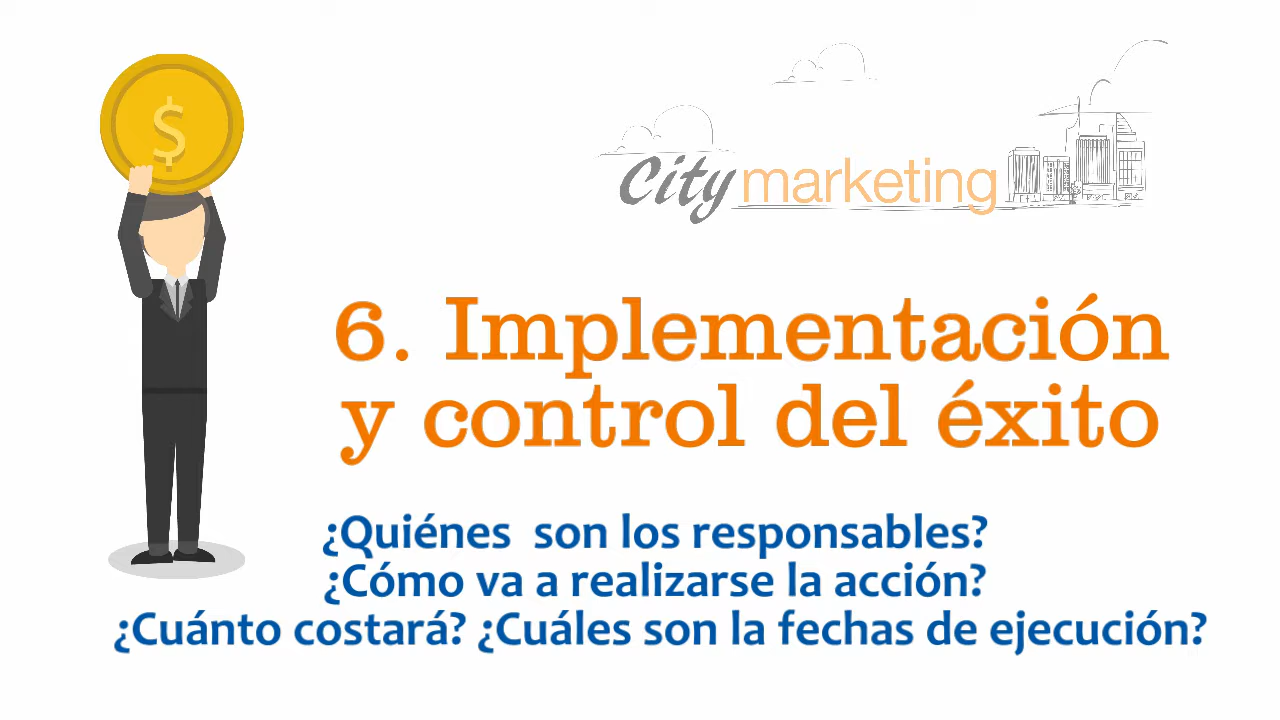 $
City marketing
6. Implementación
y control del éxito
¿Quiénes son los responsables?
¿Cómo va a realizarse la acción?
¿Cuánto costará? ¿Cuáles son la fechas de ejecución?